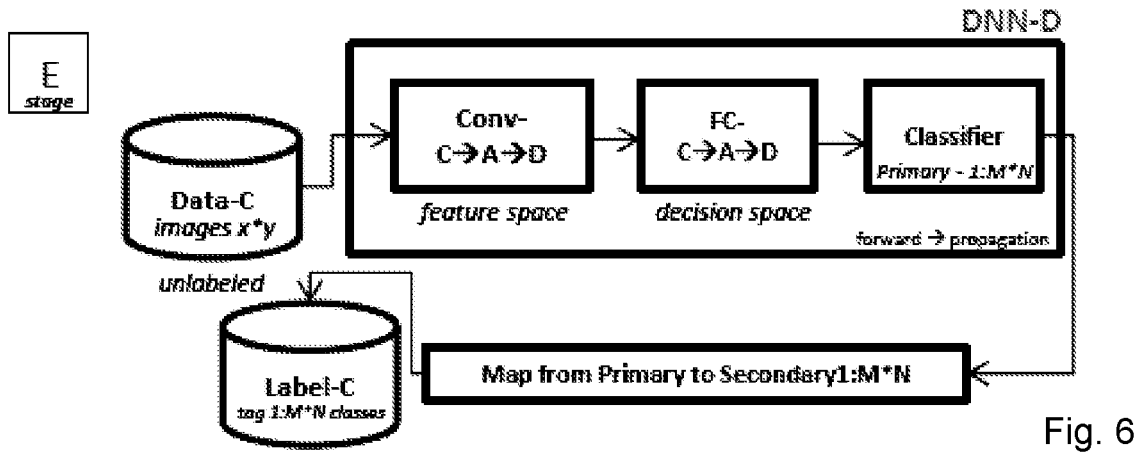 DNN-D
E
stage
Conv-
C→A→D
FC-
C→A→D
Classifier
Primary - 1:M*N
Data-C
images x*y
feature space
decision space
forward → propagation
unlabeled
Map from Primary to Secondary1:M*N
Label-C
tag 1:M*N classes
Fig. 6